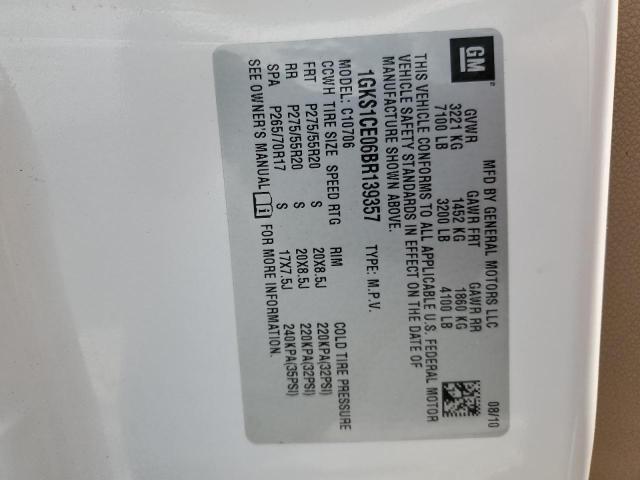 GM
MFD BY GENERAL MOTORS LLC 08/10
GVWR GAWR FRT GAWR RR
3221 KG 1452 KG 1860 KG
7100 LB 3200 LB 4100 LB
THIS VEHICLE CONFORMS TO ALL APPLICABLE U.S. FEDERAL MOTOR
VEHICLE SAFETY STANDARDS IN EFFECT ON THE DATE OF
MANUFACTURE SHOWN ABOVE.
1GKS1CE06BR139357 TYPE: M.P.V.
MODEL: C10706
CCWH TIRE SIZE SPEED RTG RIM COLD TIRE PRESSURE
FRT P275/55R20 S 20X8.5J 220KPA(32PSI)
RR P275/55R20 S 20X8.5J 220KPA(32PSI)
SPA P265/70R17 S 17X7.5J 240KPA(35PSI)
SEE OWNER'S MANUAL FOR MORE INFORMATION.